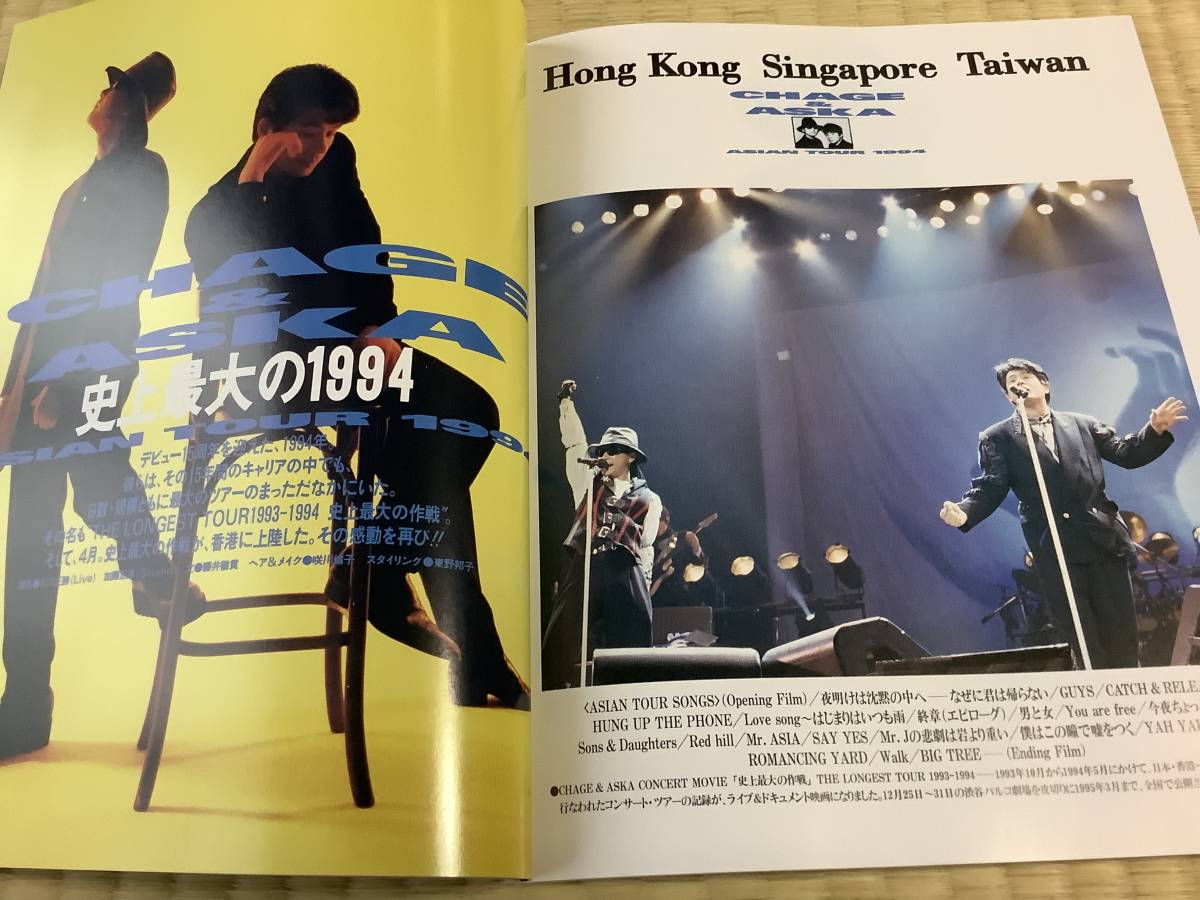 CHAGE
&
ASKA
史上最大の1994
ASIAN TOUR 199
デビュー15周年を迎えた、1994年。
彼らは、その15年間のキャリアの中でも、
日数・規模ともに最大のツアーのまっただなかにいた。
その名も"THE LONGEST TOUR1993-1994 史上最大の作戦"。
そして、4月。史上最大の作戦が、香港に上陸した。その感動を再び!!
(Live) (Studio) 藤井徹貫 ヘア&メイク● スタイリング●東野邦子
Hong Kong Singapore Taiwan
CHAGE
&
ASKA
ASIAN TOUR 1994
〈ASIAN TOUR SONGS〉(Opening Film)/夜明けは沈黙の中へ——なぜに君は帰らない/GUYS/CATCH & RELE
HUNG UP THE PHONE/Love song〜はじまりはいつも雨/終章(エピローグ)/男と女/You are free/今夜ちょっ
Sons & Daughters/Red hill/Mr. ASIA/SAY YES/Mr. Jの悲劇は岩より重い/僕はこの瞳で嘘をつく/YAH YAH
ROMANCING YARD/Walk/BIG TREE——(Ending Film)
●CHAGE & ASKA CONCERT MOVIE「史上最大の作戦」THE LONGEST TOUR 1993-1994——1993年10月から1994年5月にかけて、日本・香港・
行なわれたコンサート・ツアーの記録が、ライブ&ドキュメント映画になりました。12月25日〜31日の渋谷パルコ劇場を皮切りに1995年3月まで、全国で公開